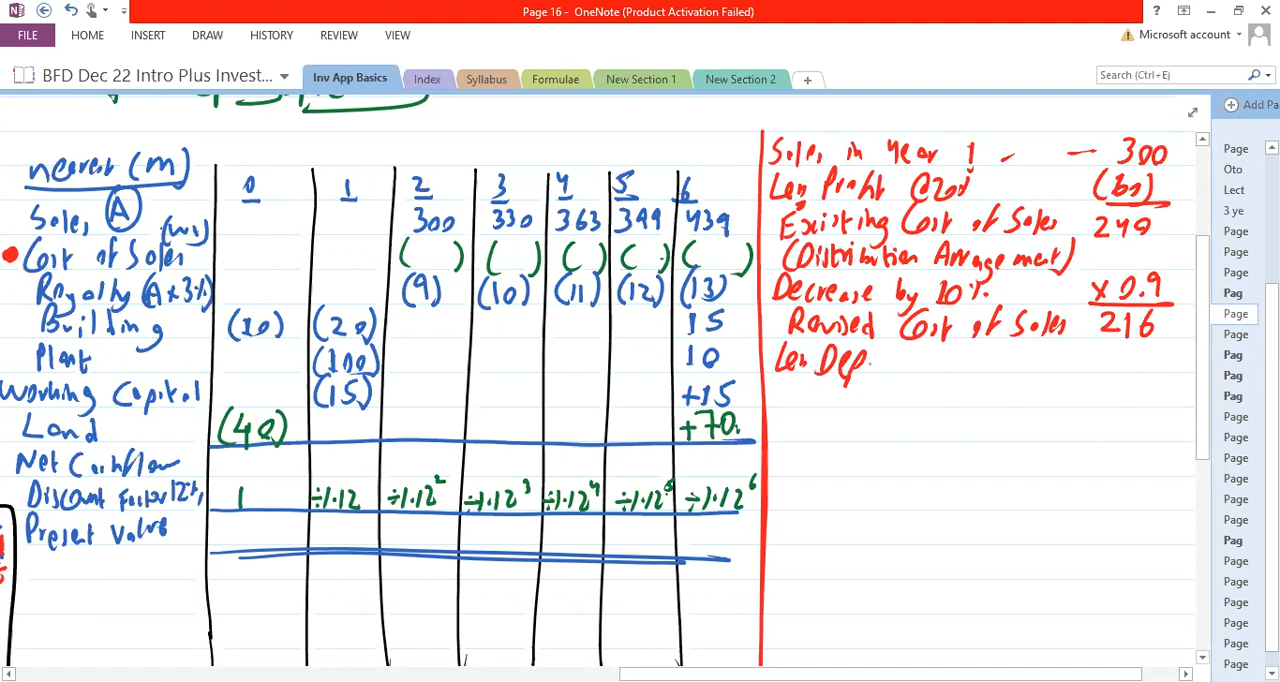 Page 16 - OneNote (Product Activation Failed)
FILE HOME INSERT DRAW HISTORY REVIEW VIEW
Microsoft account
BFD Dec 22 Intro Plus Invest... Inv App Basics Index Syllabus Formulae New Section 1 New Section 2
Search (Ctrl+E)
Add Pa
nearest (m)
0 1 2 3 4 5 6
Sales A 300 330 363 399 439
Cost of Sales ( ) ( ) ( ) ( ) ( )
Royalty (A x 3%) (9) (10) (11) (12) (13)
Building (10) (20) 15
Plant (100) 10
Working Capital (15) +15
Land (40) +70
Net Cashflow
Discount Factor 12% 1 ÷1.12 ÷1.12² ÷1.12³ ÷1.12⁴ ÷1.12⁵ ÷1.12⁶
Present Value
Sales in Year 1 - - 300
Less Profit @20% (60)
Existing Cost of Sales 240
(Distribution Arrangement)
Decrease by 10% x 0.9
Revised Cost of Sales 216
Less Dep
Page
Oto
Lect
3 ye
Page
Page
Page
Pag
Page
Page
Pag
Pag
Pag
Page
Page
Page
Page
Page
Page
Pag
Page
Page
Page
Page